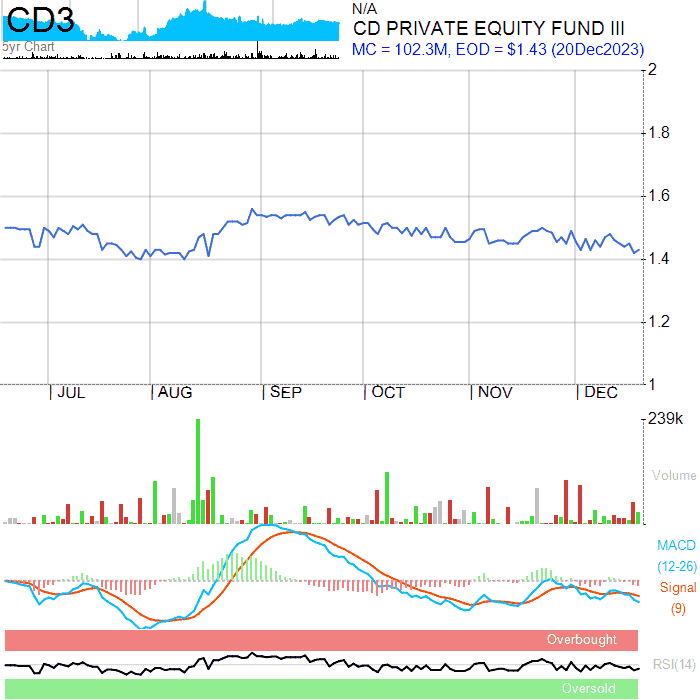 CD3
5yr Chart
N/A
CD PRIVATE EQUITY FUND III
MC = 102.3M, EOD = $1.43 (20Dec2023)
2
1.8
1.6
1.4
1.2
1
JUL AUG SEP OCT NOV DEC
239k
Volume
MACD
(12-26)
Signal
(9)
Overbought
RSI(14)
Oversold